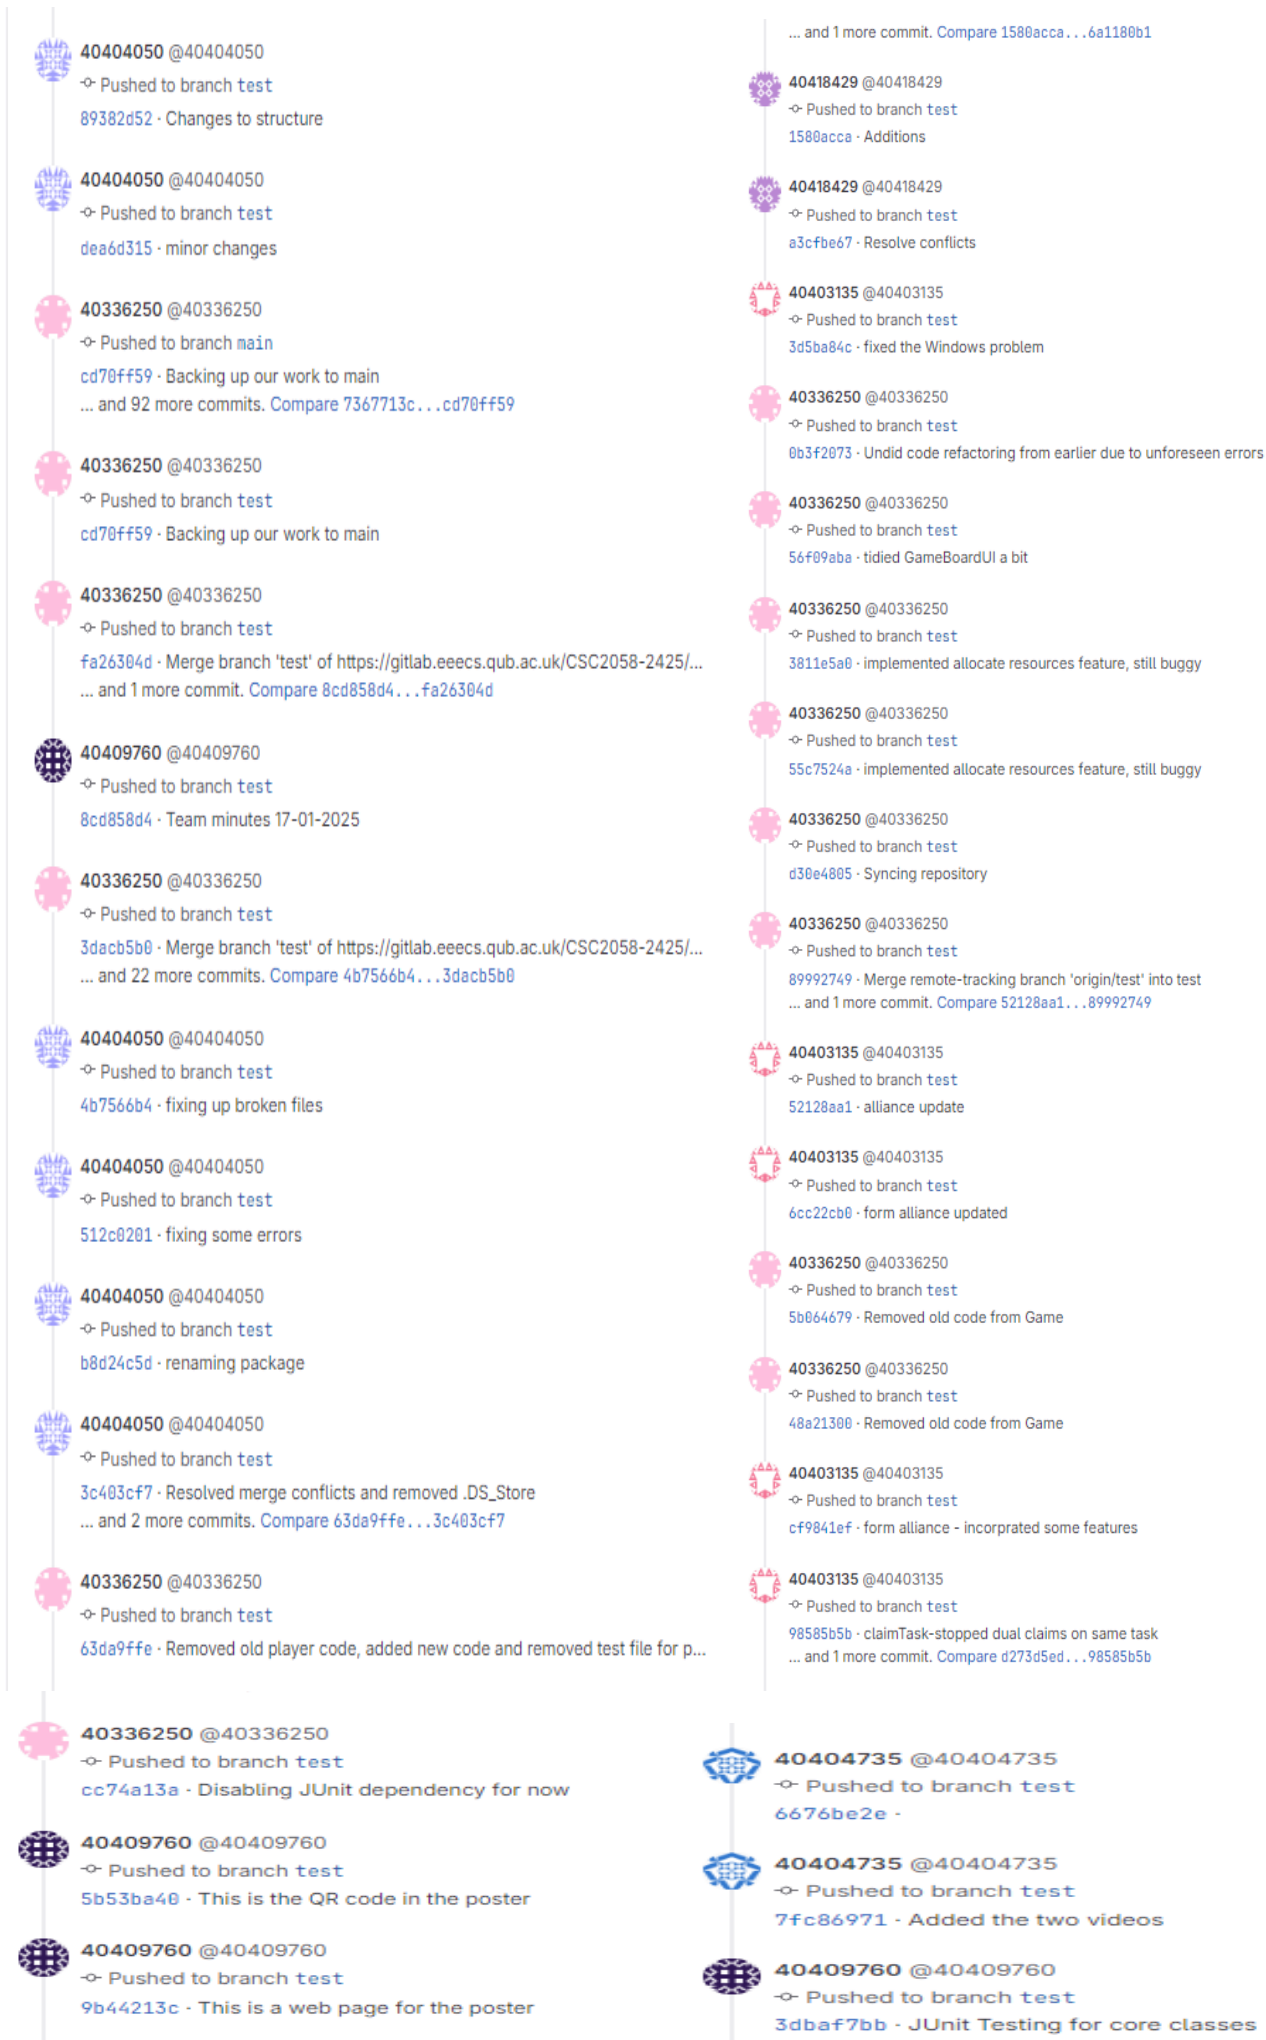 40404050 @40404050
Pushed to branch test
89382d52 · Changes to structure
40404050 @40404050
Pushed to branch test
dea6d315 · minor changes
40336250 @40336250
Pushed to branch main
cd70ff59 · Backing up our work to main
... and 92 more commits. Compare 7367713c...cd70ff59
40336250 @40336250
Pushed to branch test
cd70ff59 · Backing up our work to main
40336250 @40336250
Pushed to branch test
fa26304d · Merge branch 'test' of https://gitlab.eeecs.qub.ac.uk/CSC2058-2425/...
... and 1 more commit. Compare 8cd858d4...fa26304d
40409760 @40409760
Pushed to branch test
8cd858d4 · Team minutes 17-01-2025
40336250 @40336250
Pushed to branch test
3dacb5b0 · Merge branch 'test' of https://gitlab.eeecs.qub.ac.uk/CSC2058-2425/...
... and 22 more commits. Compare 4b7566b4...3dacb5b0
40404050 @40404050
Pushed to branch test
4b7566b4 · fixing up broken files
40404050 @40404050
Pushed to branch test
512c0201 · fixing some errors
40404050 @40404050
Pushed to branch test
b8d24c5d · renaming package
40404050 @40404050
Pushed to branch test
3c403cf7 · Resolved merge conflicts and removed .DS_Store
... and 2 more commits. Compare 63da9ffe...3c403cf7
40336250 @40336250
Pushed to branch test
63da9ffe · Removed old player code, added new code and removed test file for p...
... and 1 more commit. Compare 1580acca...6a1180b1
40418429 @40418429
Pushed to branch test
1580acca · Additions
40418429 @40418429
Pushed to branch test
a3cfbe67 · Resolve conflicts
40403135 @40403135
Pushed to branch test
3d5ba84c · fixed the Windows problem
40336250 @40336250
Pushed to branch test
0b3f2073 · Undid code refactoring from earlier due to unforeseen errors
40336250 @40336250
Pushed to branch test
56f09aba · tidied GameBoardUI a bit
40336250 @40336250
Pushed to branch test
3811e5a0 · implemented allocate resources feature, still buggy
40336250 @40336250
Pushed to branch test
55c7524a · implemented allocate resources feature, still buggy
40336250 @40336250
Pushed to branch test
d30e4805 · Syncing repository
40336250 @40336250
Pushed to branch test
89992749 · Merge remote-tracking branch 'origin/test' into test
... and 1 more commit. Compare 52128aa1...89992749
40403135 @40403135
Pushed to branch test
52128aa1 · alliance update
40403135 @40403135
Pushed to branch test
6cc22cb0 · form alliance updated
40336250 @40336250
Pushed to branch test
5b064679 · Removed old code from Game
40336250 @40336250
Pushed to branch test
48a21300 · Removed old code from Game
40403135 @40403135
Pushed to branch test
cf9841ef · form alliance - incorprated some features
40403135 @40403135
Pushed to branch test
98585b5b · claimTask-stopped dual claims on same task
... and 1 more commit. Compare d273d5ed...98585b5b
40336250 @40336250
Pushed to branch test
cc74a13a · Disabling JUnit dependency for now
40409760 @40409760
Pushed to branch test
5b53ba40 · This is the QR code in the poster
40409760 @40409760
Pushed to branch test
9b44213c · This is a web page for the poster
40404735 @40404735
Pushed to branch test
6676be2e ·
40404735 @40404735
Pushed to branch test
7fc86971 · Added the two videos
40409760 @40409760
Pushed to branch test
3dbaf7bb · JUnit Testing for core classes